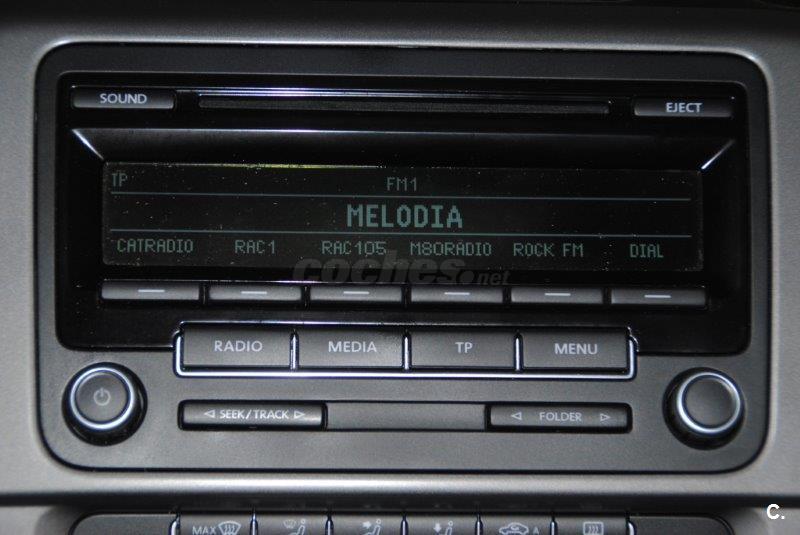 SOUND
EJECT
TP
FM1
MELODIA
CATRADIO RAC1 RAC105 M80RADIO ROCK FM DIAL
coches.net
RADIO MEDIA TP MENU
SEEK/TRACK
FOLDER
MAX
A
C.